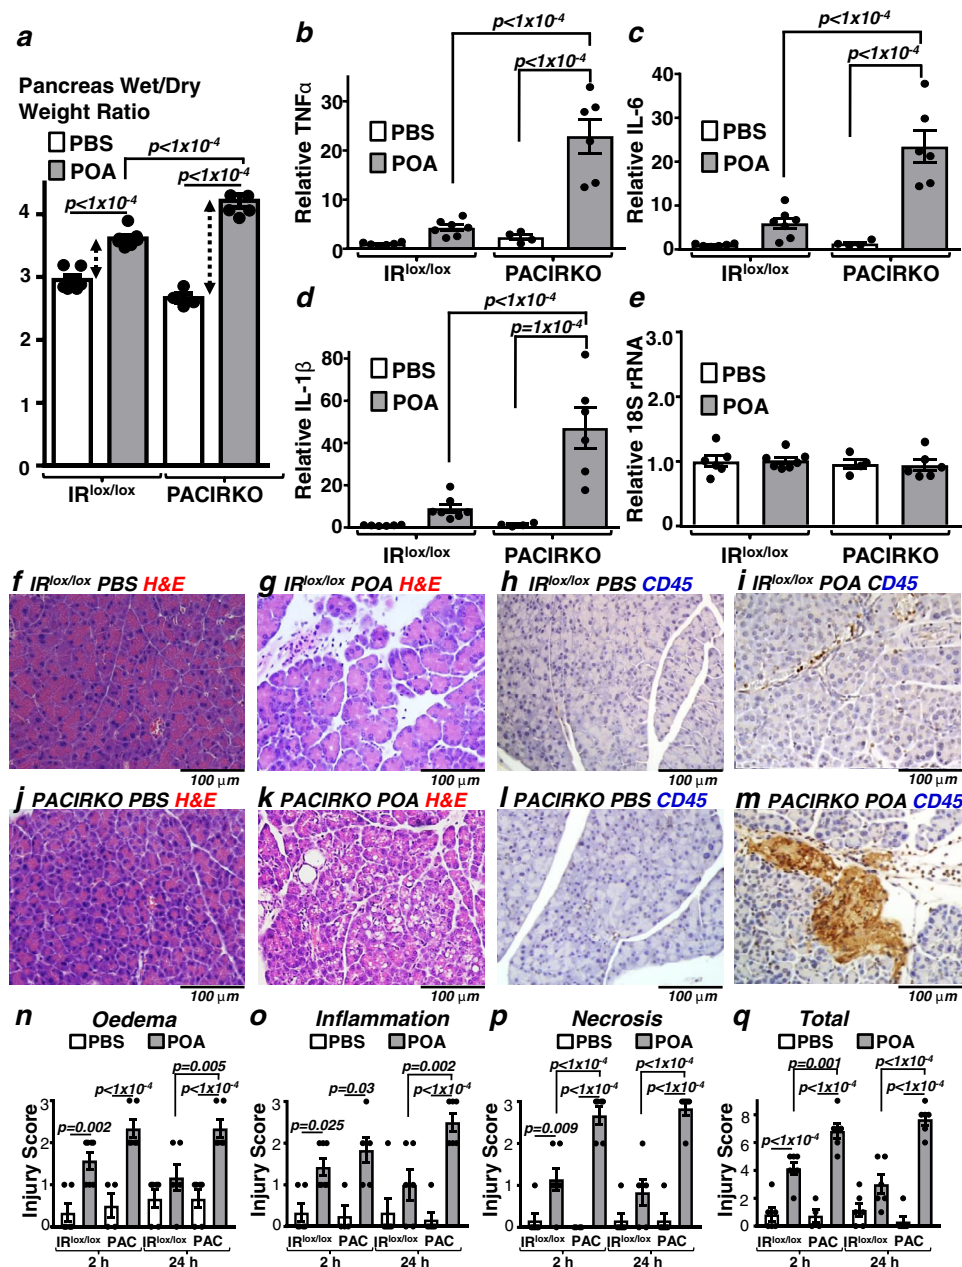 a
Pancreas Wet/Dry
Weight Ratio
PBS
POA
p<1x10⁻⁴
p<1x10⁻⁴
p<1x10⁻⁴
4
3
2
1
0
IRlox/lox
PACIRKO
b
p<1x10⁻⁴
p<1x10⁻⁴
Relative TNFα
PBS
POA
30
20
10
0
IRlox/lox
PACIRKO
c
p<1x10⁻⁴
p<1x10⁻⁴
Relative IL-6
PBS
POA
40
30
20
10
0
IRlox/lox
PACIRKO
d
p<1x10⁻⁴
p=1x10⁻⁴
Relative IL-1β
PBS
POA
80
60
40
20
0
IRlox/lox
PACIRKO
e
Relative 18S rRNA
PBS
POA
3.0
2.0
1.0
0
IRlox/lox
PACIRKO
f IRlox/lox PBS H&E
100 μm
g IRlox/lox POA H&E
100 μm
h IRlox/lox PBS CD45
100 μm
i IRlox/lox POA CD45
100 μm
j PACIRKO PBS H&E
100 μm
k PACIRKO POA H&E
100 μm
l PACIRKO PBS CD45
100 μm
m PACIRKO POA CD45
100 μm
n Oedema
PBS POA
p=0.005
p<1x10⁻⁴ p<1x10⁻⁴
p=0.002
Injury Score
3
2
1
0
IRlox/lox PAC IRlox/lox PAC
2 h 24 h
o Inflammation
PBS POA
p=0.002
p=0.03 p<1x10⁻⁴
p=0.025
Injury Score
3
2
1
0
IRlox/lox PAC IRlox/lox PAC
2 h 24 h
p Necrosis
PBS POA
p<1x10⁻⁴ p<1x10⁻⁴
p<1x10⁻⁴ p<1x10⁻⁴
p=0.009
Injury Score
3
2
1
0
IRlox/lox PAC IRlox/lox PAC
2 h 24 h
q Total
PBS POA
p=0.001 p<1x10⁻⁴
p<1x10⁻⁴ p<1x10⁻⁴
p<1x10⁻⁴
Injury Score
8
6
4
2
0
IRlox/lox PAC IRlox/lox PAC
2 h 24 h